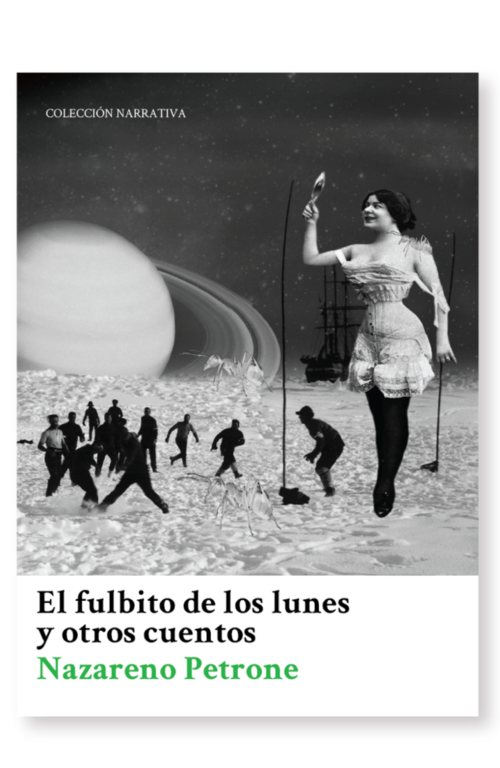 COLECCIÓN NARRATIVA
El fulbito de los lunes
y otros cuentos
Nazareno Petrone